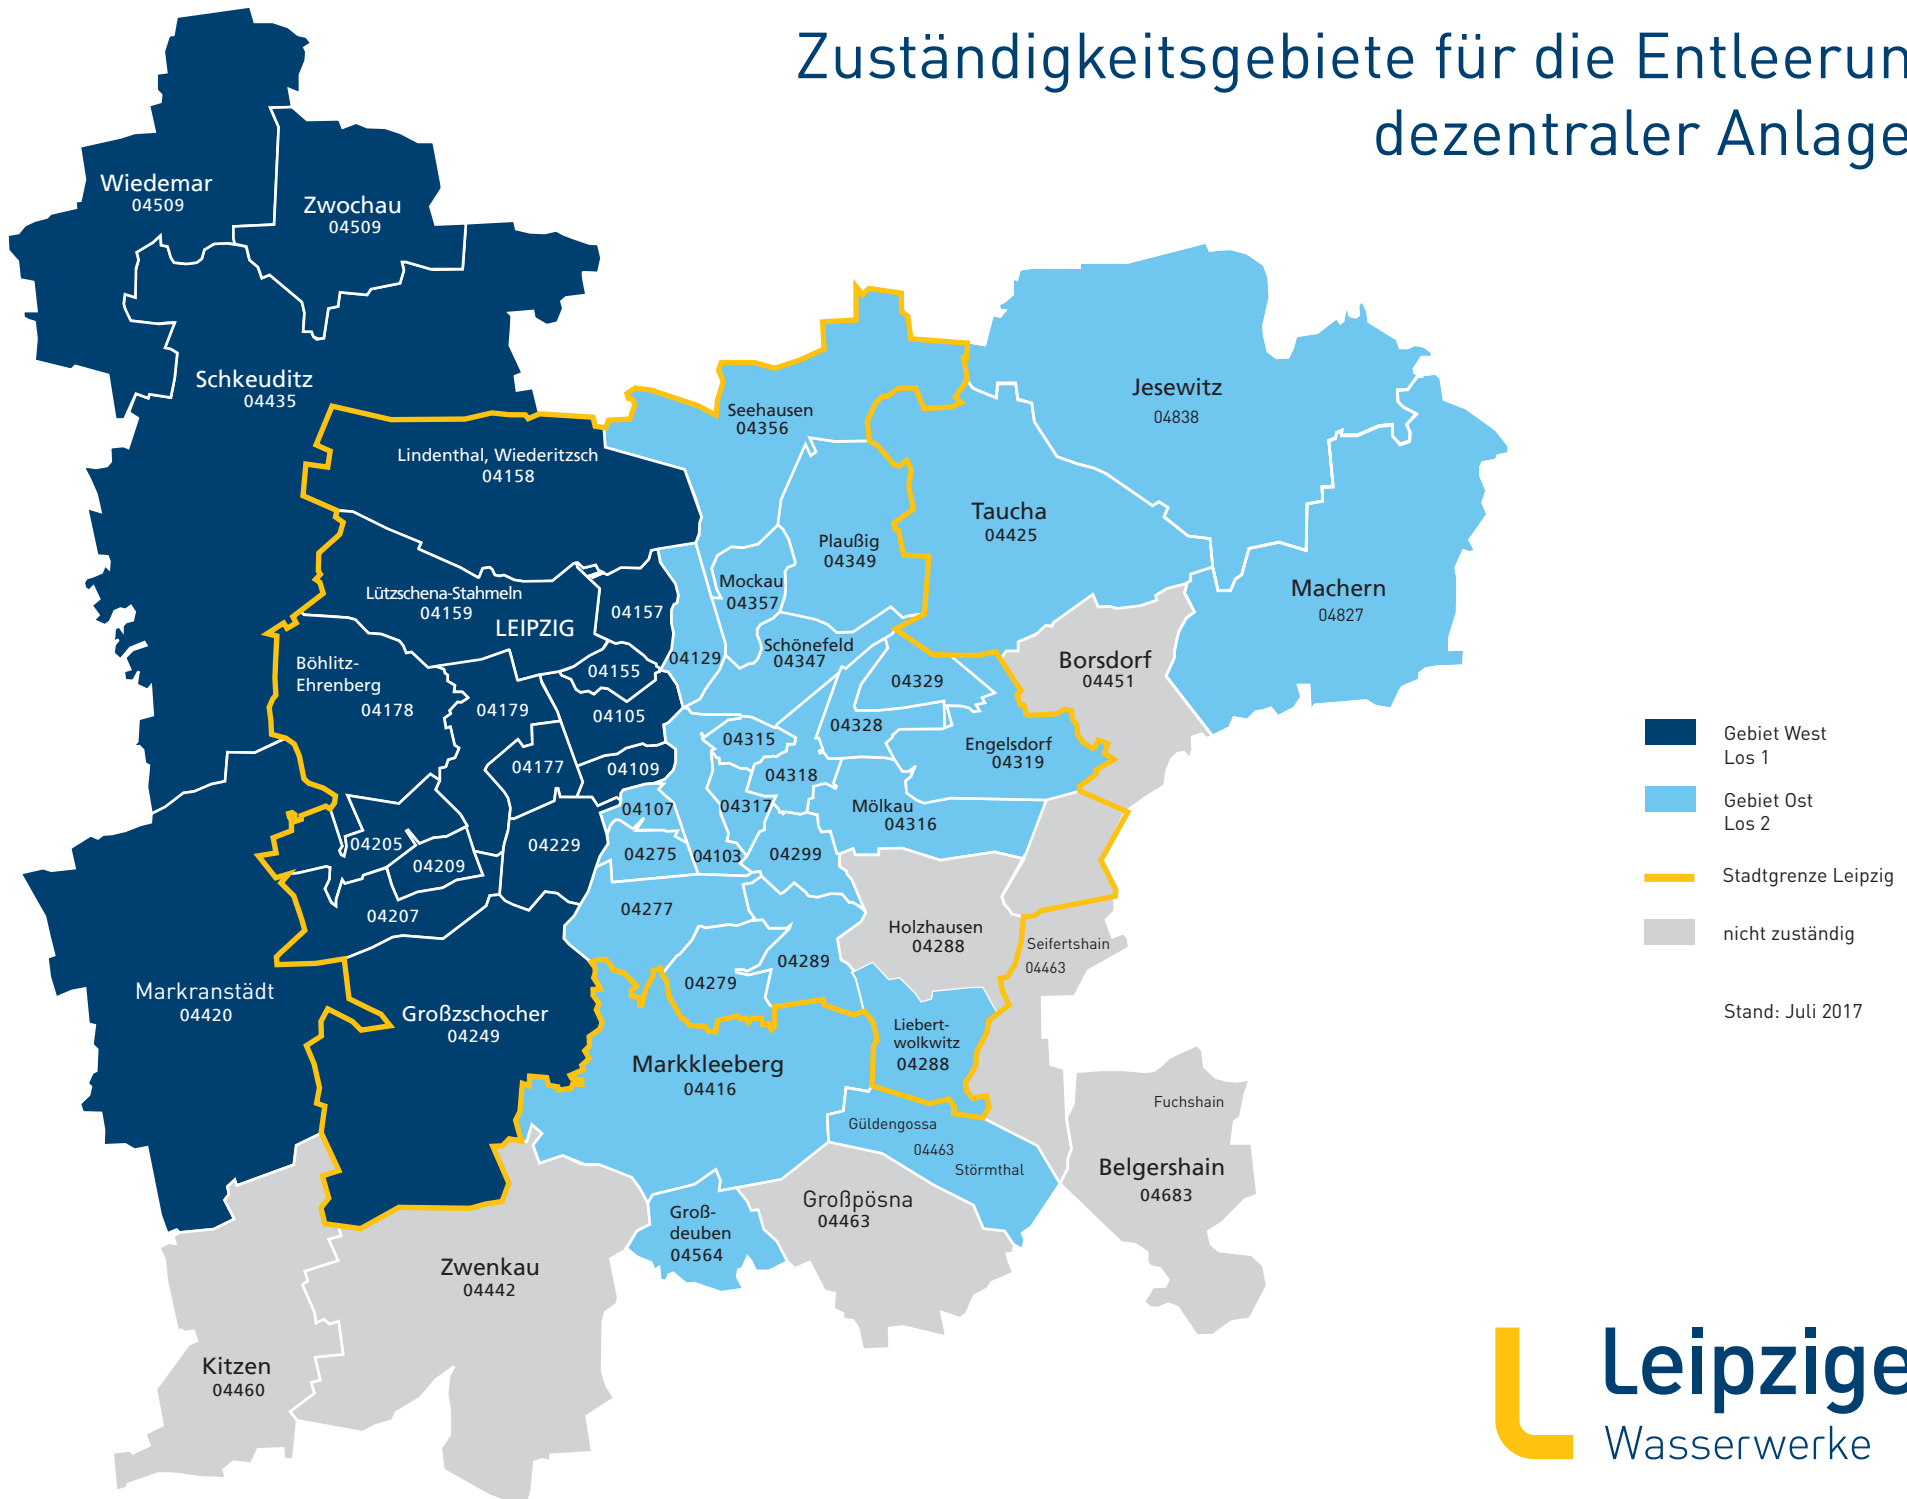 Zuständigkeitsgebiete für die Entleerun
dezentraler Anlage
Wiedemar
04509
Zwochau
04509
Schkeuditz
04435
Lindenthal, Wiederitzsch
04158
Seehausen
04356
Jesewitz
04838
Taucha
04425
Plaußig
04349
Mockau
04357
Machern
04827
Lützschena-Stahmeln
04159
LEIPZIG
04157
04129
Schönefeld
04347
Borsdorf
04451
Böhlitz-
Ehrenberg
04178
04155
04179
04105
04329
04328
04315
Engelsdorf
04319
04177
04109
04318
04107
04317
Mölkau
04316
04205
04209
04229
04275
04103
04299
04207
04277
Holzhausen
04288
Seifertshain
04463
04289
04279
Markranstädt
04420
Großzschocher
04249
Liebert-
wolkwitz
04288
Markkleeberg
04416
Güldengossa
04463
Störmthal
Fuchshain
Belgershain
04683
Großpösna
04463
Groß-
deuben
04564
Zwenkau
04442
Kitzen
04460
Gebiet West
Los 1
Gebiet Ost
Los 2
Stadtgrenze Leipzig
nicht zuständig
Stand: Juli 2017
Leipzige
Wasserwerke